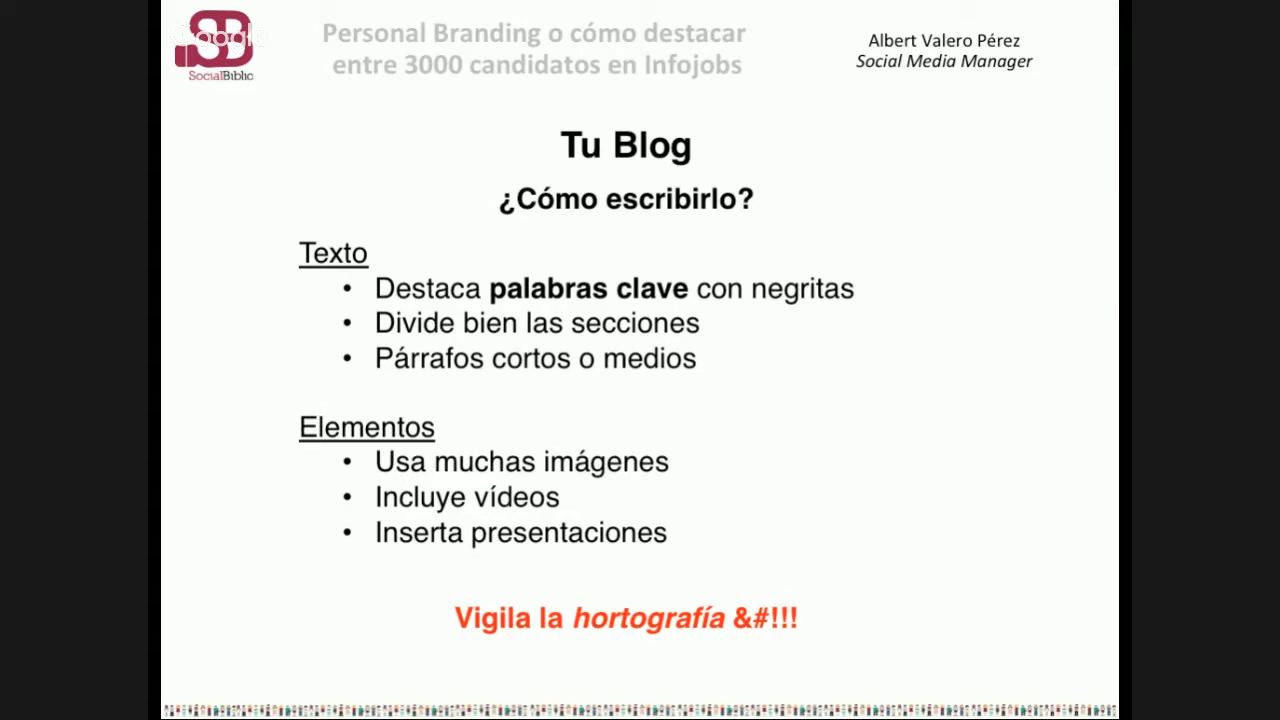 Google
SocialBiblio
Personal Branding o cómo destacar
entre 3000 candidatos en Infojobs
Albert Valero Pérez
Social Media Manager
Tu Blog
¿Cómo escribirlo?
Texto
• Destaca palabras clave con negritas
• Divide bien las secciones
• Párrafos cortos o medios
Elementos
• Usa muchas imágenes
• Incluye vídeos
• Inserta presentaciones
Vigila la hortografía &#!!!